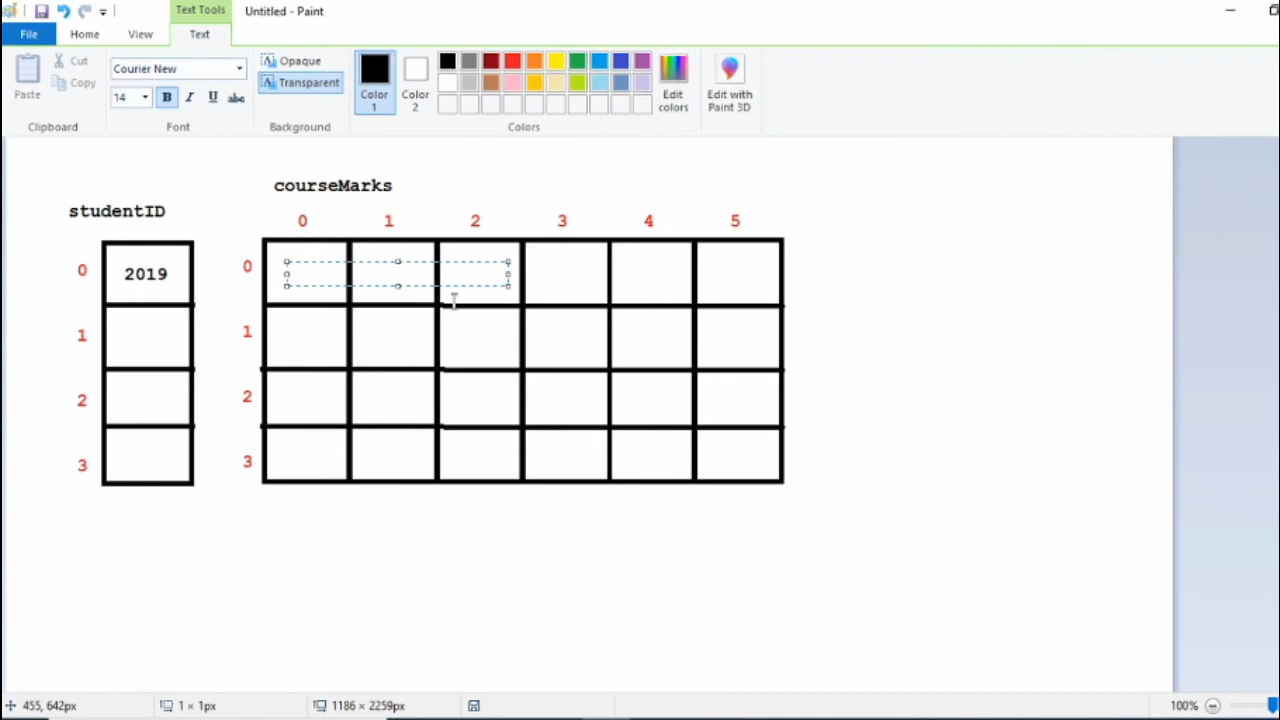 Text Tools
Untitled - Paint
File
Home
View
Text
Paste
Cut
Copy
Clipboard
Courier New
14
B
I
U
abc
Font
Opaque
Transparent
Background
Color 1
Color 2
Edit colors
Colors
Edit with Paint 3D
courseMarks
studentID
0 1 2 3 4 5
0 2019 0
1 1
2 2
3 3
455, 642px
1 × 1px
1186 × 2259px
100%